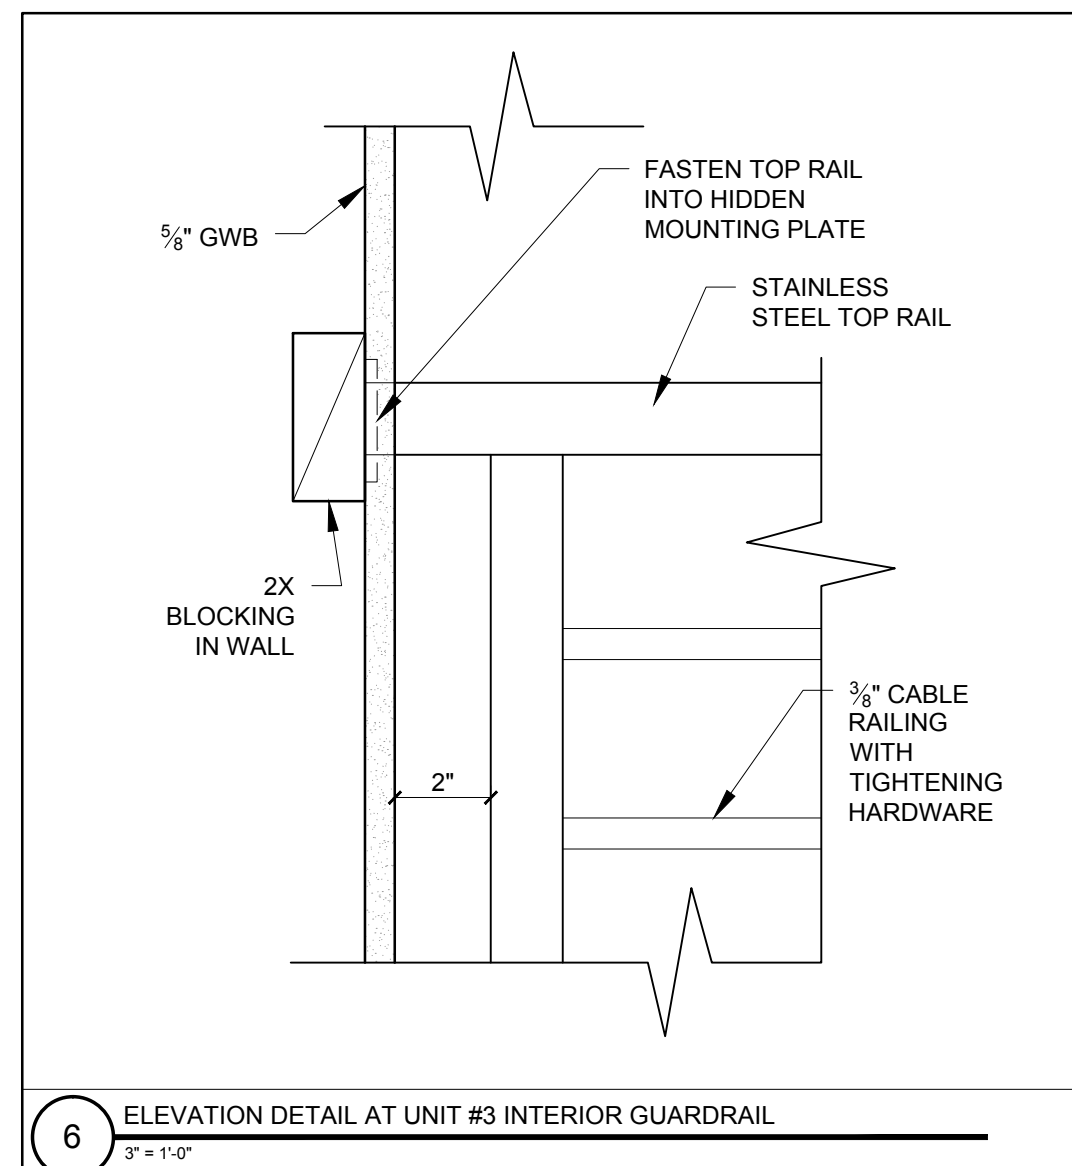 FASTEN TOP RAIL
INTO HIDDEN
MOUNTING PLATE
⅝" GWB
STAINLESS
STEEL TOP RAIL
2X
BLOCKING
IN WALL
⅜" CABLE
RAILING
WITH
TIGHTENING
HARDWARE
2"
6
ELEVATION DETAIL AT UNIT #3 INTERIOR GUARDRAIL
3" = 1'-0"